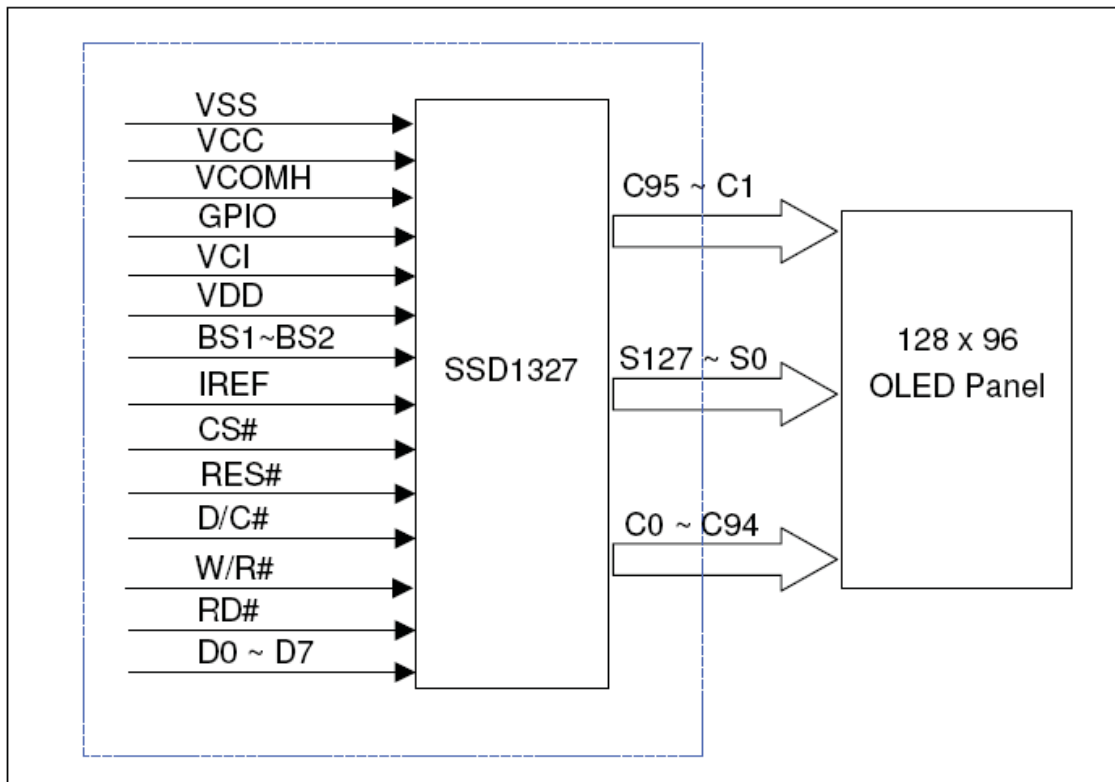 VSS
VCC
VCOMH
GPIO
VCI
VDD
BS1~BS2
IREF
CS#
RES#
D/C#
W/R#
RD#
D0 ~ D7
SSD1327
C95 ~ C1
S127 ~ S0
C0 ~ C94
128 x 96
OLED Panel